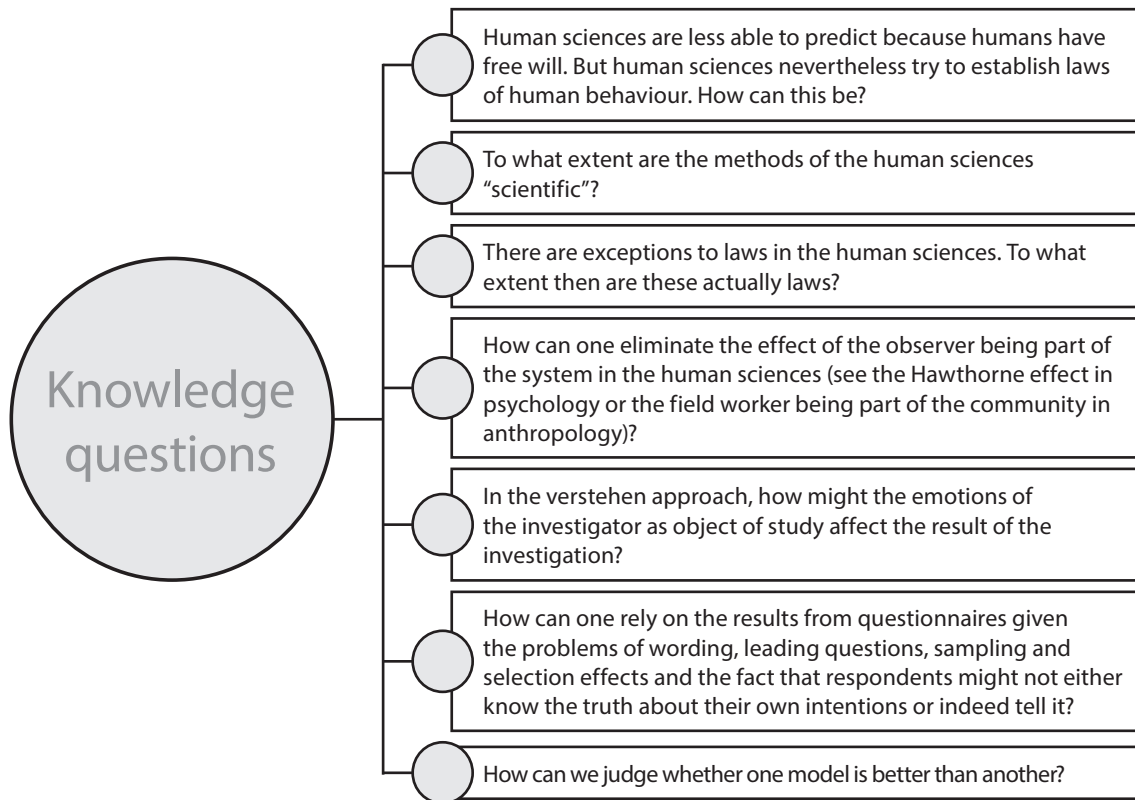 Knowledge
questions
Human sciences are less able to predict because humans have
free will. But human sciences nevertheless try to establish laws
of human behaviour. How can this be?
To what extent are the methods of the human sciences
“scientific”?
There are exceptions to laws in the human sciences. To what
extent then are these actually laws?
How can one eliminate the effect of the observer being part of
the system in the human sciences (see the Hawthorne effect in
psychology or the field worker being part of the community in
anthropology)?
In the verstehen approach, how might the emotions of
the investigator as object of study affect the result of the
investigation?
How can one rely on the results from questionnaires given
the problems of wording, leading questions, sampling and
selection effects and the fact that respondents might not either
know the truth about their own intentions or indeed tell it?
How can we judge whether one model is better than another?